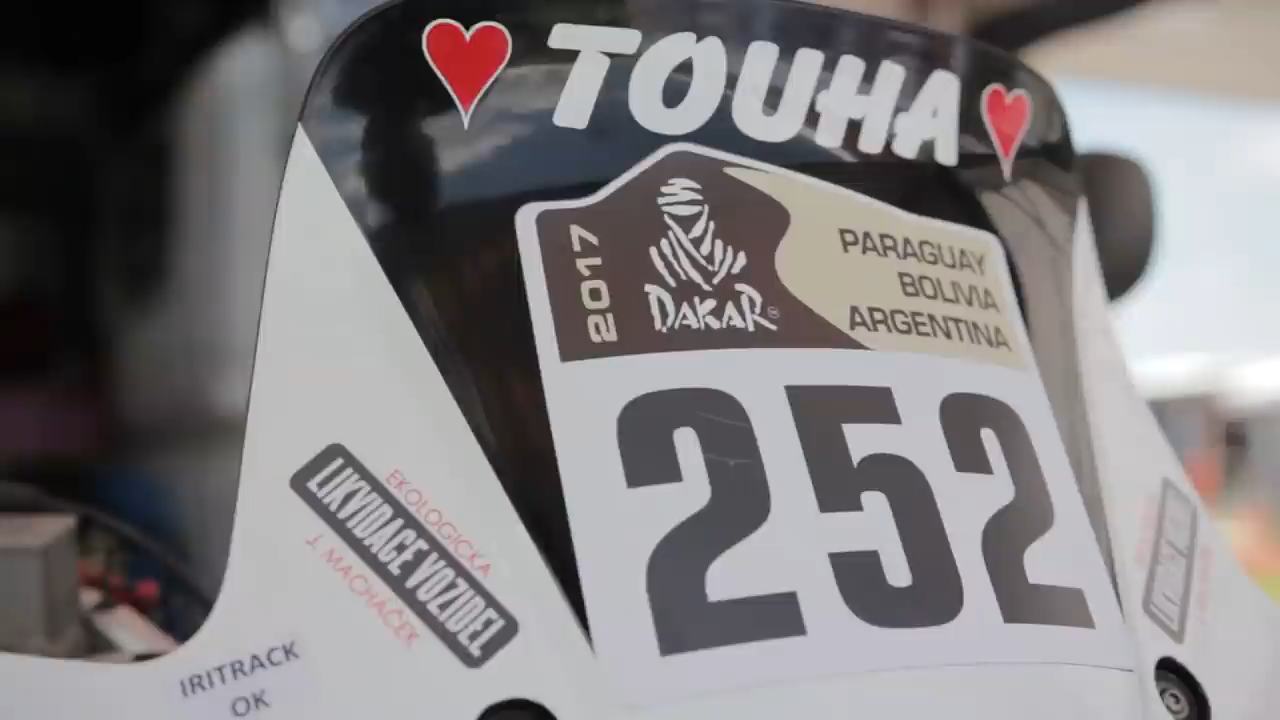 TOUHA
2017
DAKAR
PARAGUAY
BOLIVIA
ARGENTINA
252
EKOLOGICKÁ
LIKVIDACE VOZIDEL
J. MACHÁČEK
IRITRACK
OK